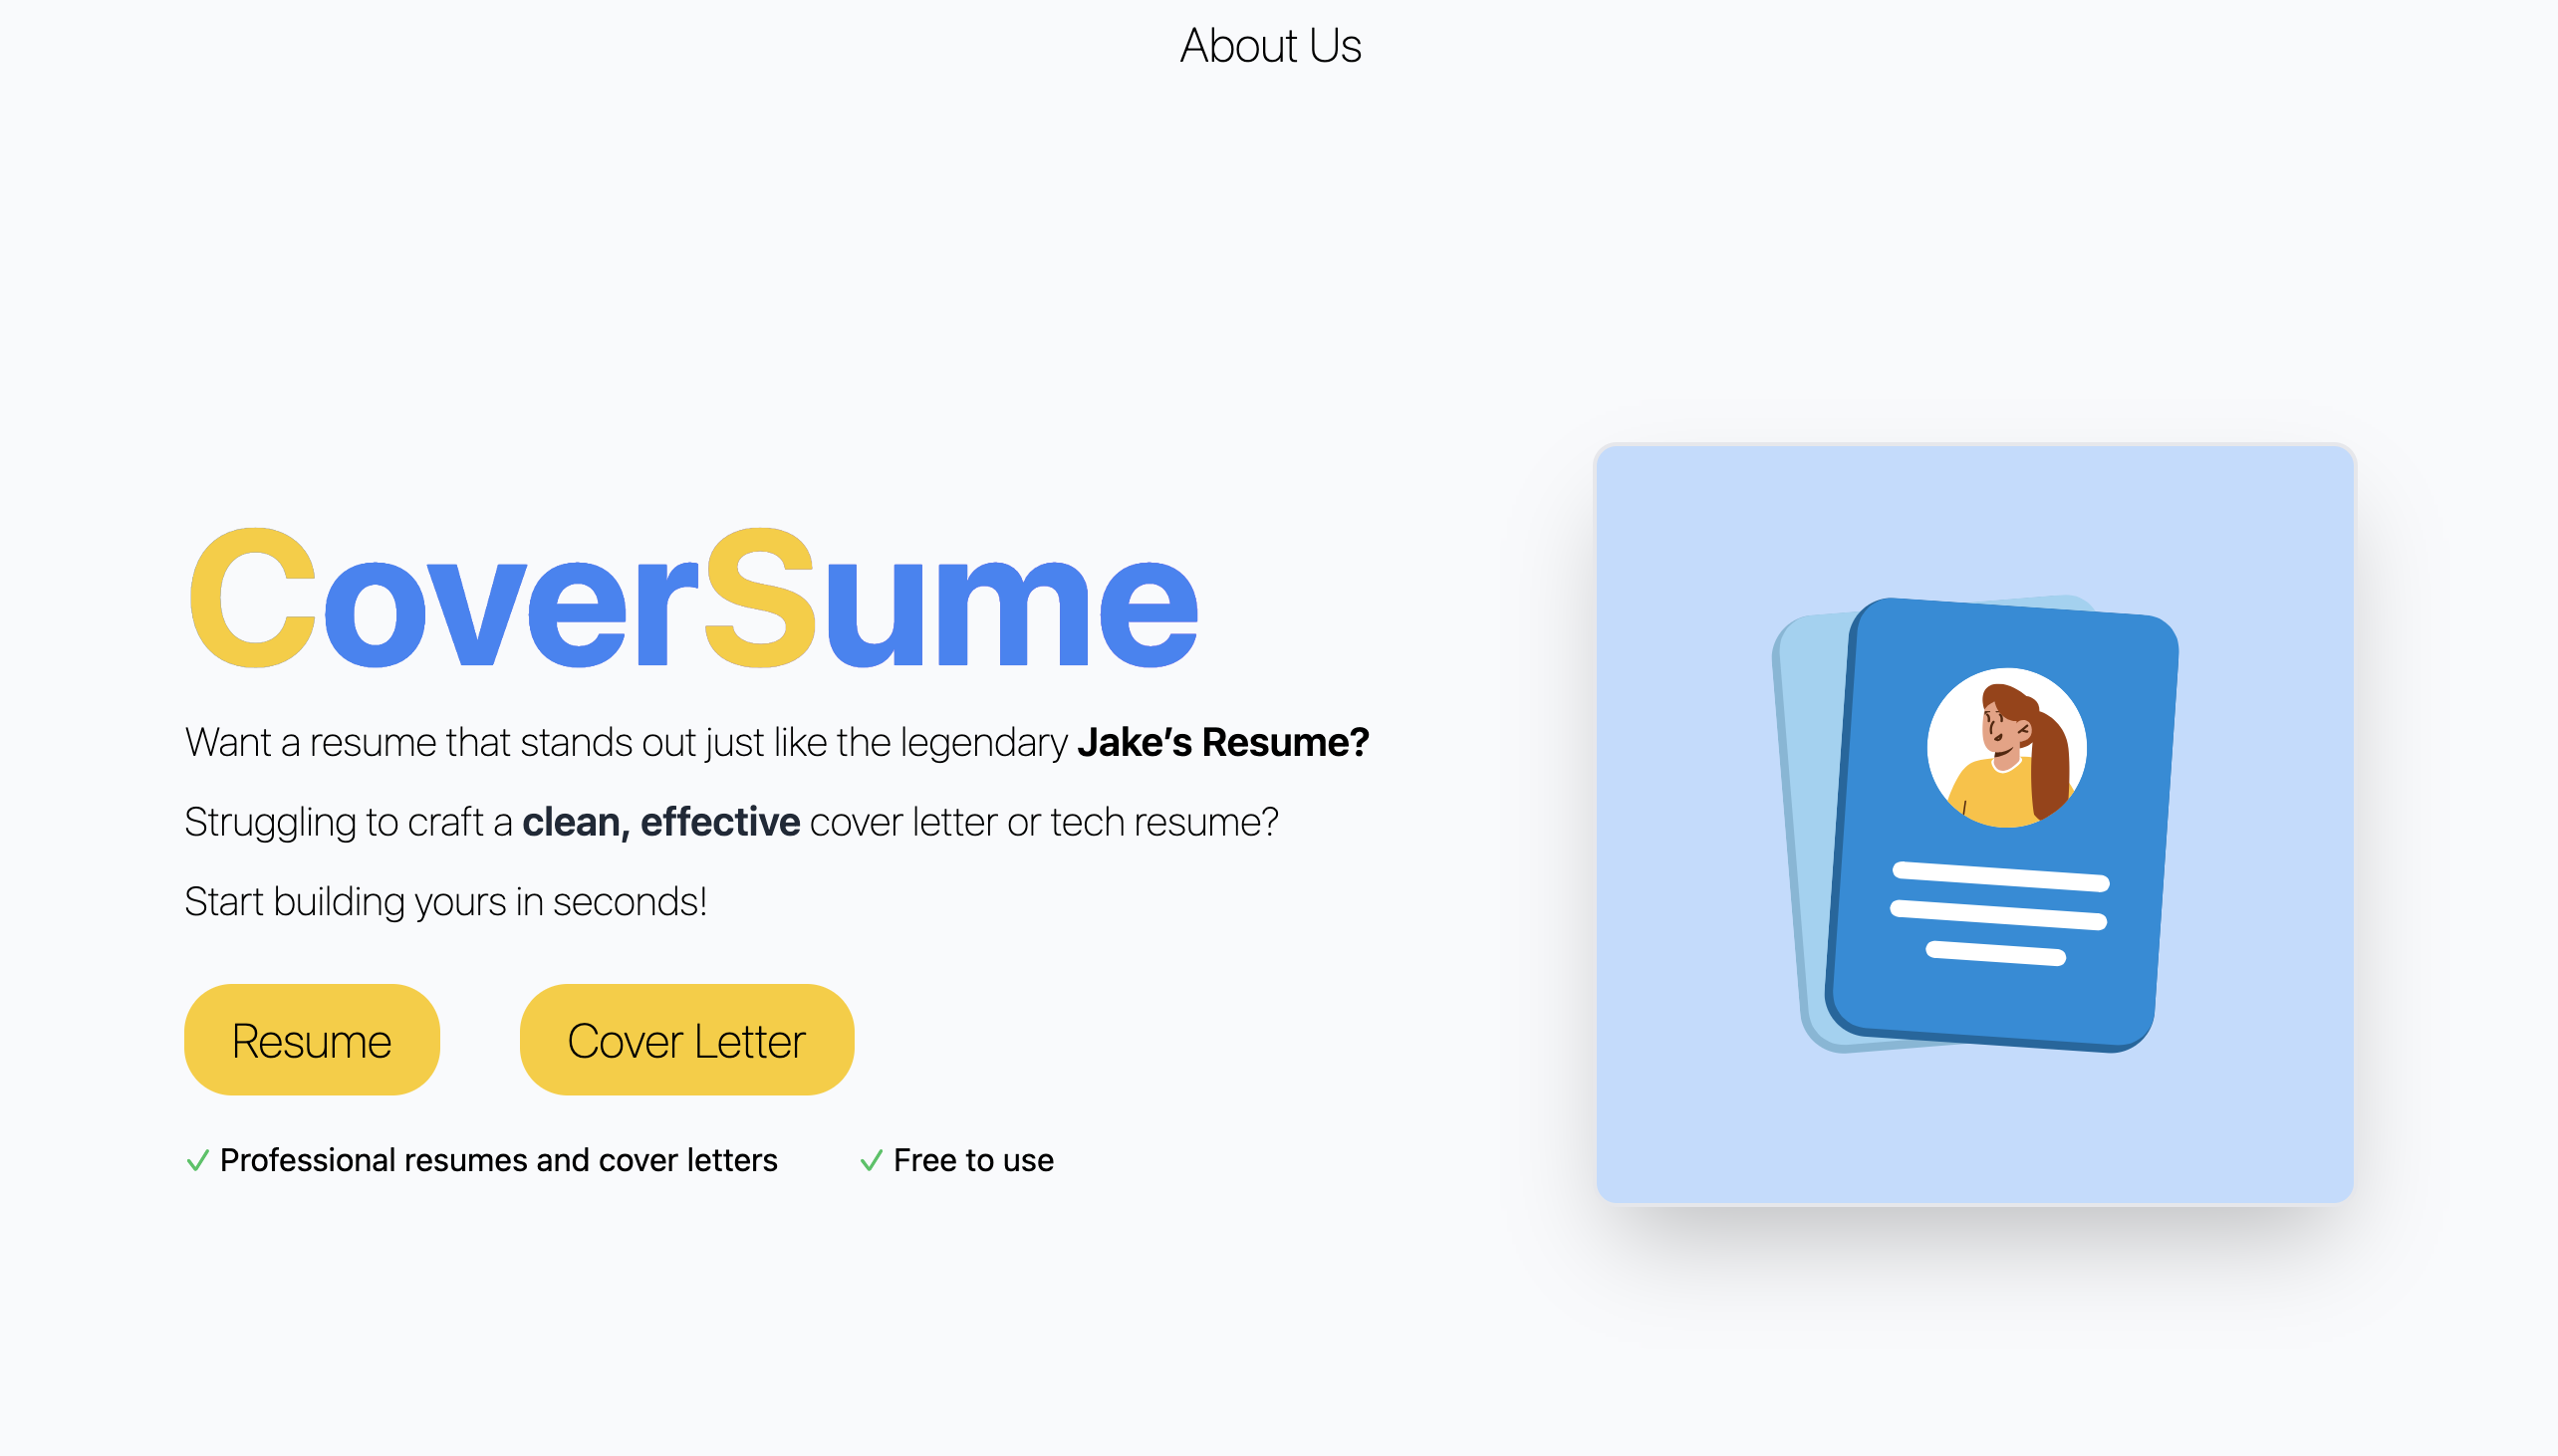 About Us
CoverSume
Want a resume that stands out just like the legendary Jake's Resume?
Struggling to craft a clean, effective cover letter or tech resume?
Start building yours in seconds!
Resume
Cover Letter
✓ Professional resumes and cover letters
✓ Free to use